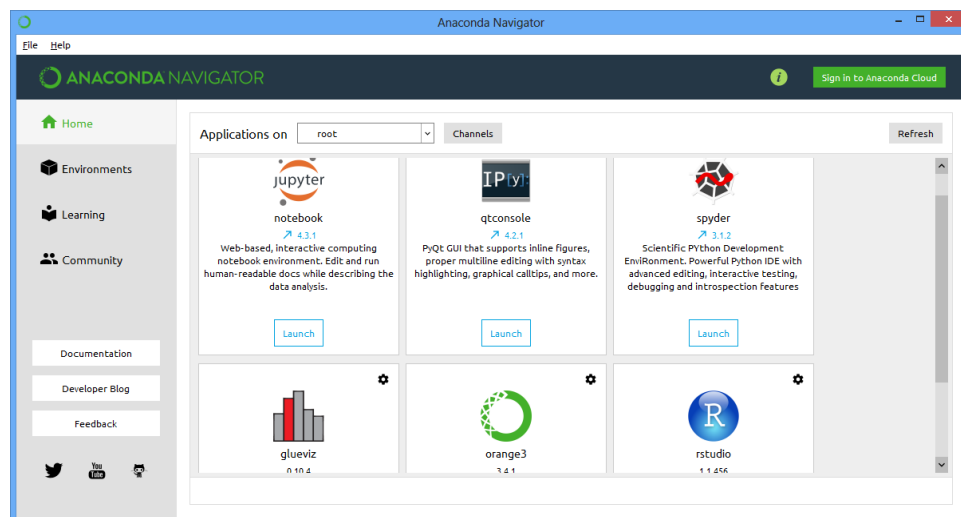 Anaconda Navigator
File Help
ANACONDA NAVIGATOR
i
Sign in to Anaconda Cloud
Home
Environments
Learning
Community
Documentation
Developer Blog
Feedback
You
Tube
Applications on root Channels Refresh
jupyter
notebook
4.3.1
Web-based, interactive computing
notebook environment. Edit and run
human-readable docs while describing the
data analysis.
Launch
IP[y]:
qtconsole
4.2.1
PyQt GUI that supports inline figures,
proper multiline editing with syntax
highlighting, graphical calltips, and more.
Launch
spyder
3.1.2
Scientific PYthon Development
EnviRonment. Powerful Python IDE with
advanced editing, interactive testing,
debugging and introspection features
Launch
glueviz
0.10.4
orange3
3.4.1
R
rstudio
1.1.456